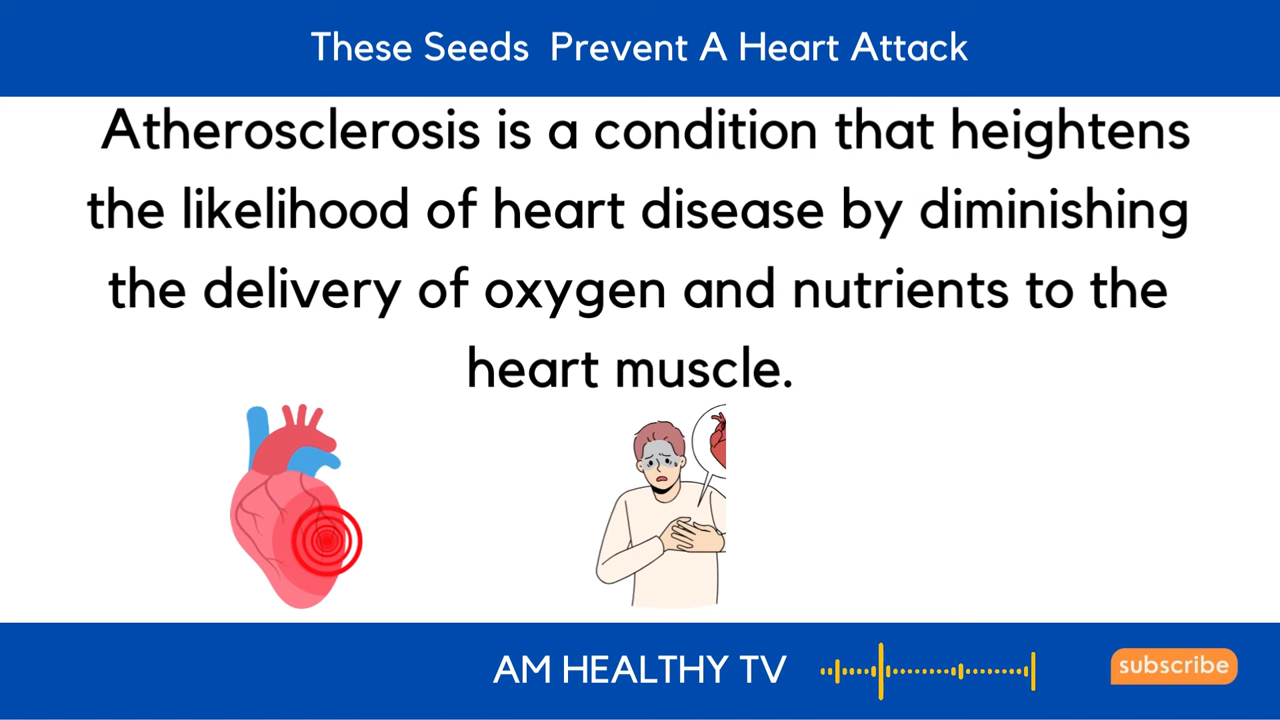 These Seeds  Prevent A Heart Attack
Atherosclerosis is a condition that heightens
the likelihood of heart disease by diminishing
the delivery of oxygen and nutrients to the
heart muscle.
AM HEALTHY TV
subscribe